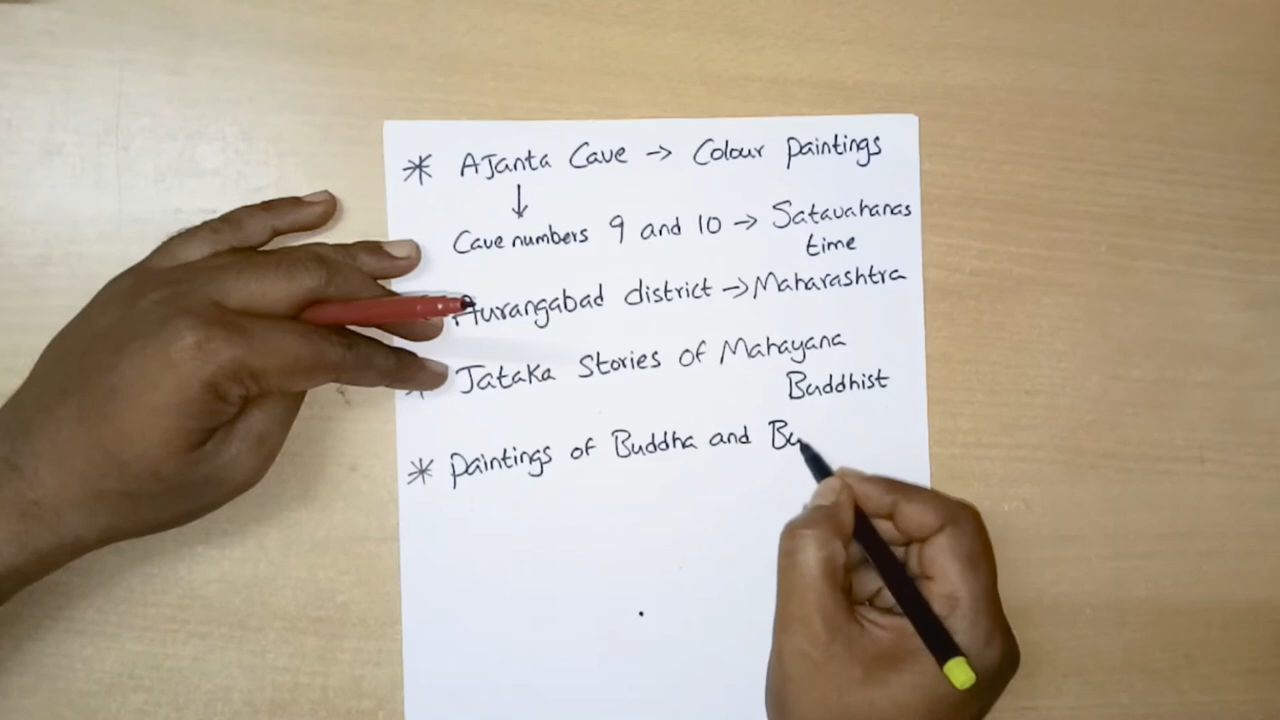 * AJanta Cave → Colour Paintings
↓
Cave numbers 9 and 10 → Satavahanas
time
Aurangabad district → Maharashtra
* Jataka Stories of Mahayana
Buddhist
* Paintings of Buddha and Bu